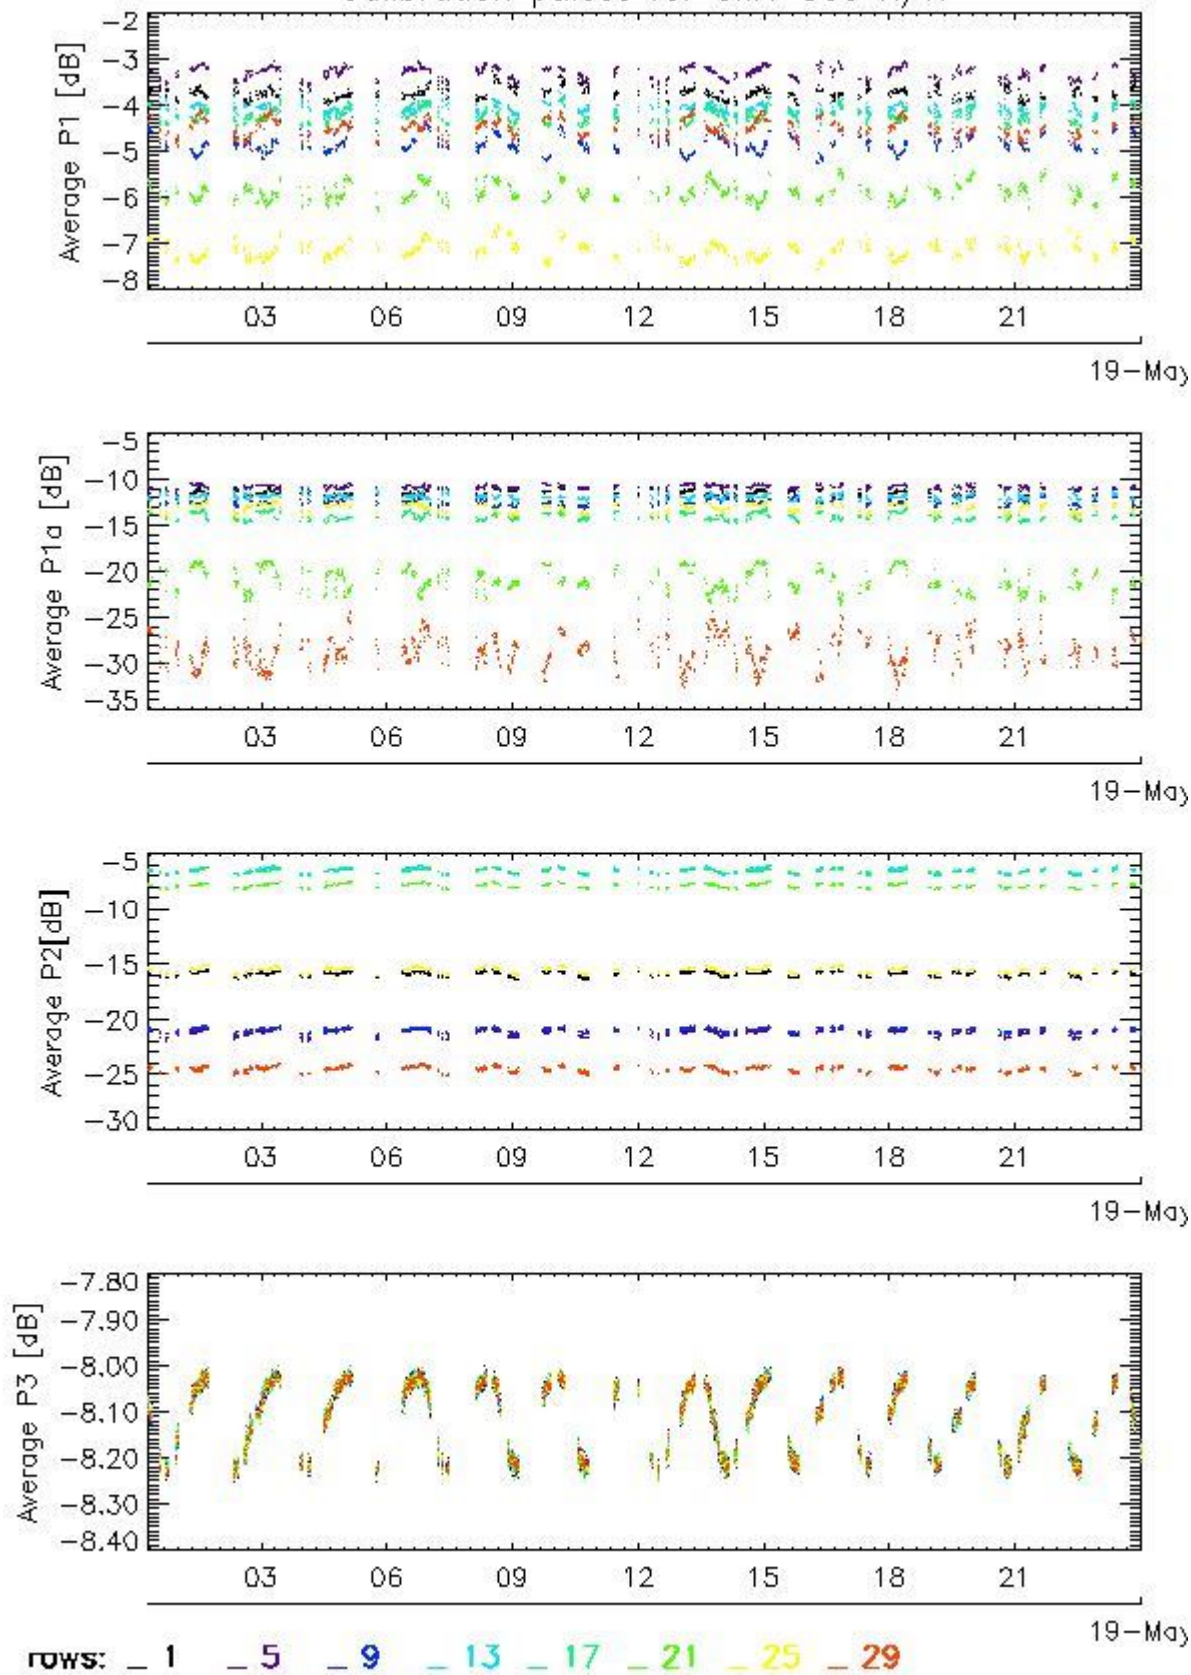 -2
-3
-4
-5
-6
-7
-8
Average P1 [dB]
03 06 09 12 15 18 21
19-May
-5
-10
-15
-20
-25
-30
-35
Average P1a [dB]
03 06 09 12 15 18 21
19-May
-5
-10
-15
-20
-25
-30
Average P2[dB]
03 06 09 12 15 18 21
19-May
-7.80
-7.90
-8.00
-8.10
-8.20
-8.30
-8.40
Average P3 [dB]
03 06 09 12 15 18 21
19-May
rows: _ 1 _ 5 _ 9 _ 13 _ 17 _ 21 _ 25 _ 29